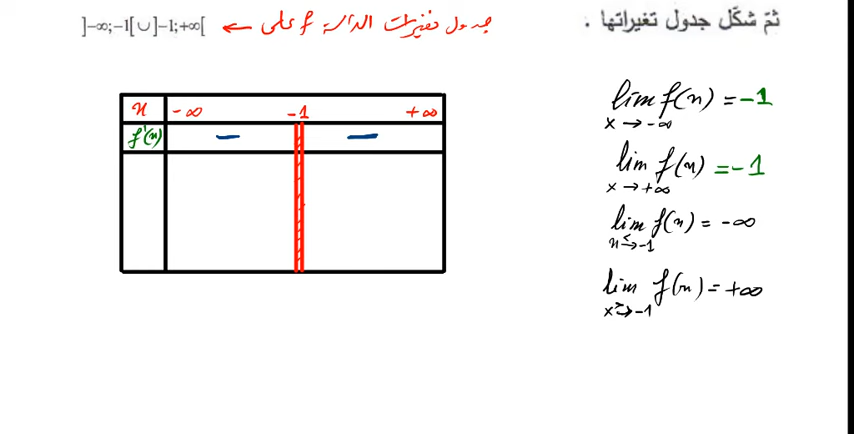 ثمّ شكّل جدول تغيراتها .
جدول تغيرات الدالة f على ← ]−∞;−1[∪]−1;+∞[
x −∞ −1 +∞
f'(x) − −
lim f(x) = −1
x → −∞
lim f(x) = −1
x → +∞
lim f(x) = −∞
x <→ −1
lim f(x) = +∞
x >→ −1